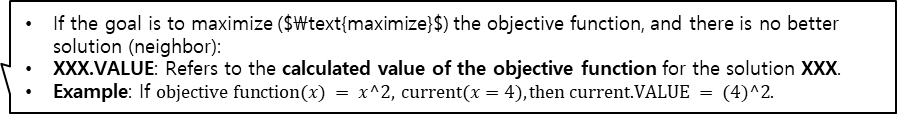 • If the goal is to maximize ($₩text{maximize}$) the objective function, and there is no better
solution (neighbor):
• XXX.VALUE: Refers to the calculated value of the objective function for the solution XXX.
• Example: If objective function(x) = x^2, current(x = 4), then current.VALUE = (4)^2.